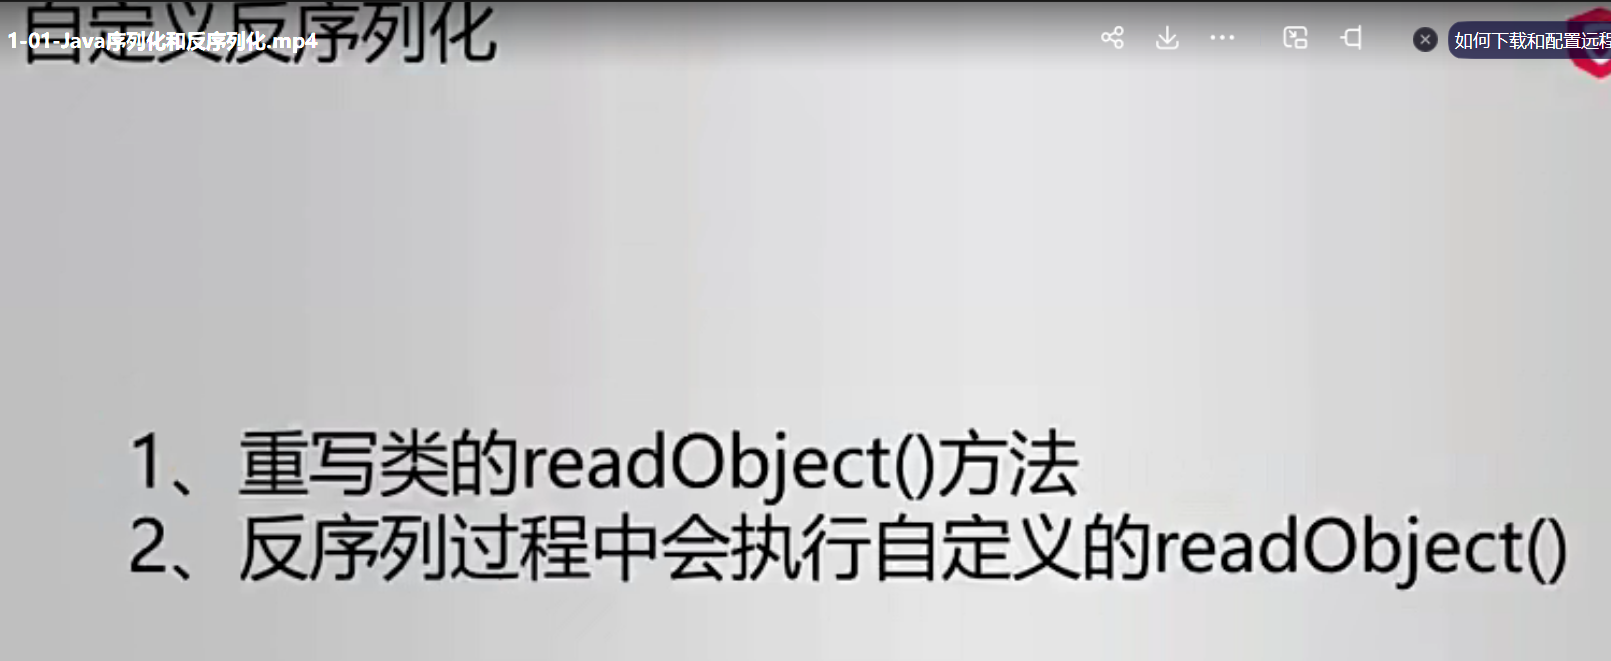 自定义反序列化
1-01-Java序列化和反序列化.mp4
如何下载和配置远程
1、重写类的readObject()方法
2、反序列过程中会执行自定义的readObject()